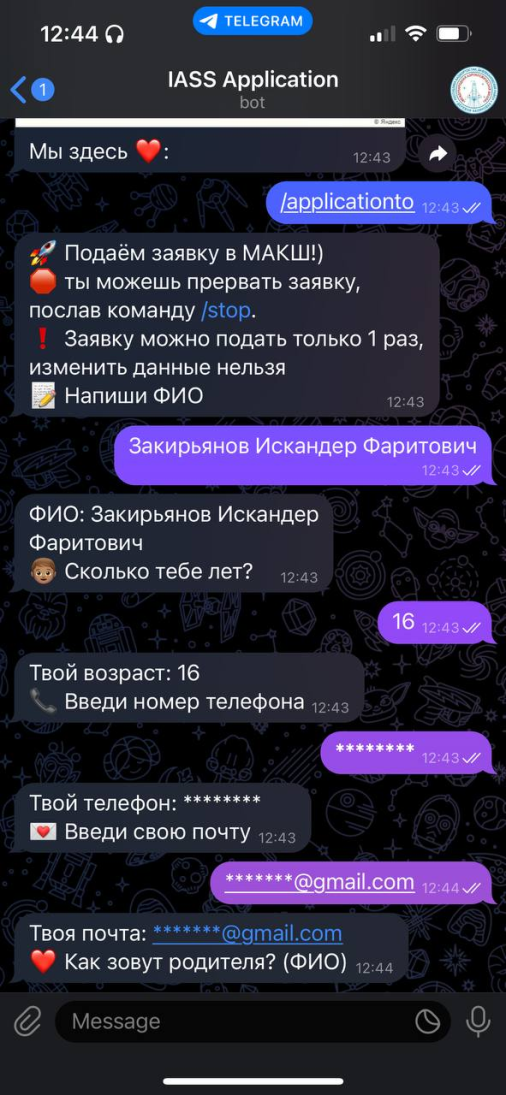 12:44
TELEGRAM
1
IASS Application
bot
© Яндекс
Мы здесь ❤️:
12:43
/applicationto 12:43
🚀 Подаём заявку в МАКШ!)
🛑 ты можешь прервать заявку,
послав команду /stop.
❗ Заявку можно подать только 1 раз,
изменить данные нельзя
📝 Напиши ФИО
12:43
Закирьянов Искандер Фаритович
12:43
ФИО: Закирьянов Искандер
Фаритович
👦🏽 Сколько тебе лет? 12:43
16 12:43
Твой возраст: 16
📞 Введи номер телефона 12:43
******** 12:43
Твой телефон: ********
💌 Введи свою почту 12:43
*******@gmail.com 12:44
Твоя почта: *******@gmail.com
❤️ Как зовут родителя? (ФИО) 12:44
Message